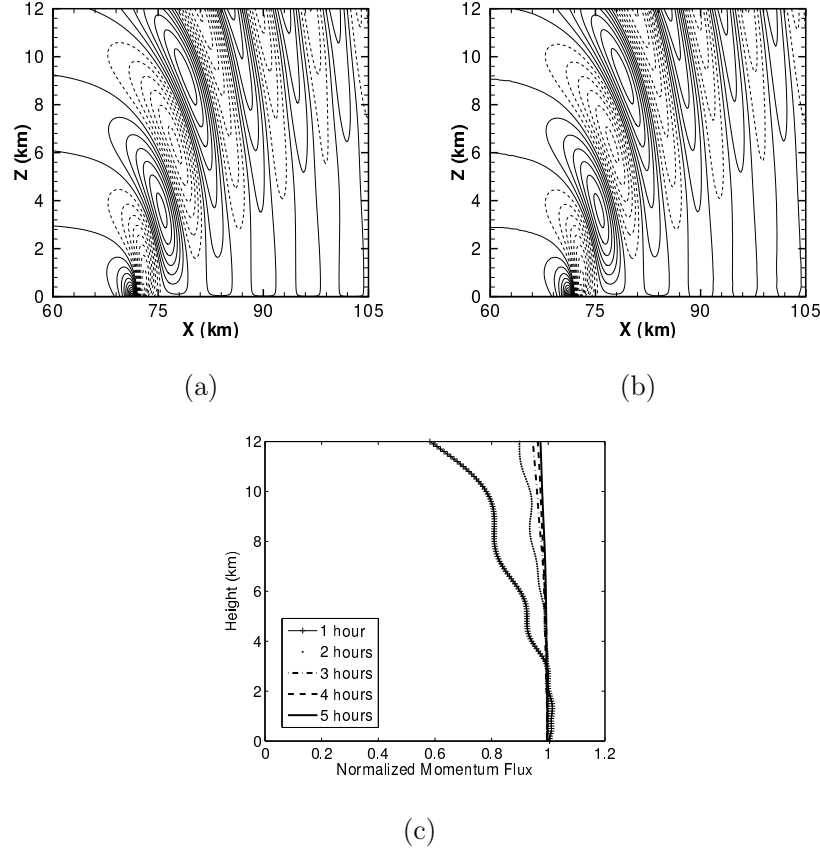 12
10
8
6
4
2
0
Z (km)
60 75 90 105
X (km)
(a)
12
10
8
6
4
2
0
Z (km)
60 75 90 105
X (km)
(b)
12
10
8
6
4
2
0
Height (km)
1 hour
2 hours
3 hours
4 hours
5 hours
0 0.2 0.4 0.6 0.8 1 1.2
Normalized Momentum Flux
(c)